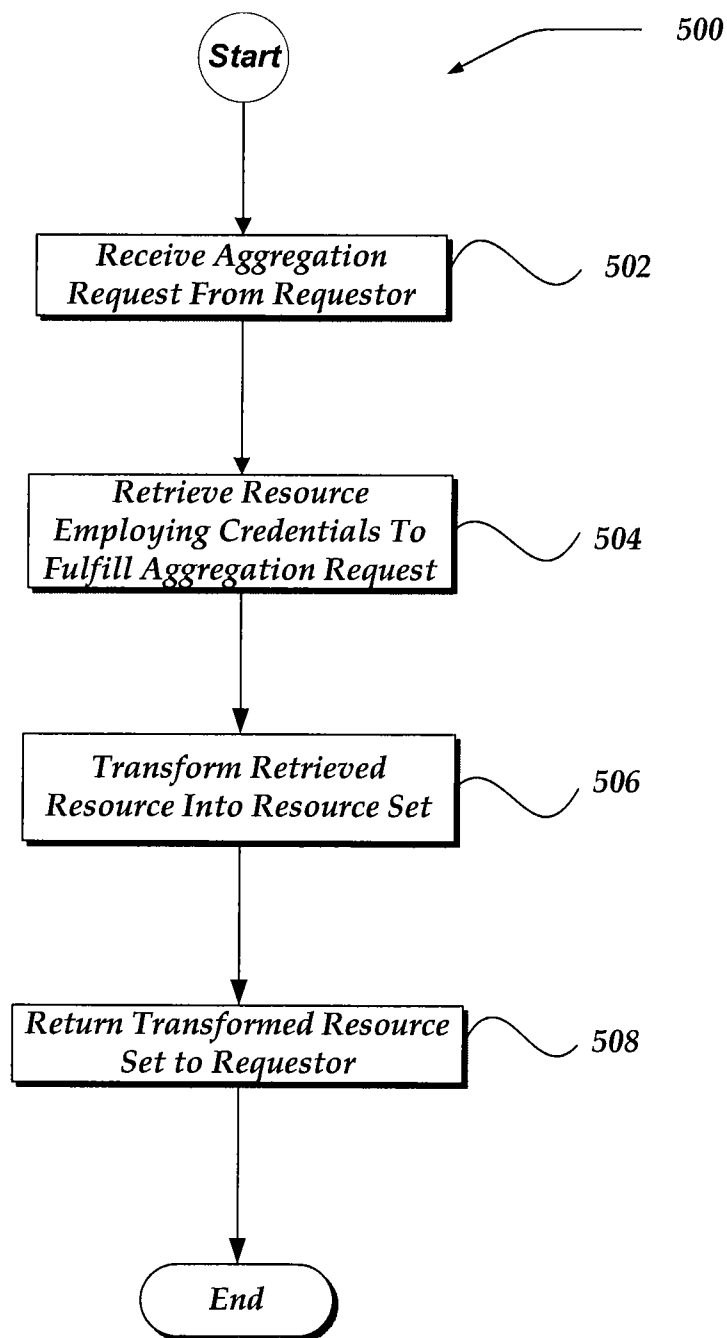 Start
500
Receive Aggregation
Request From Requestor
502
Retrieve Resource
Employing Credentials To
Fulfill Aggregation Request
504
Transform Retrieved
Resource Into Resource Set
506
Return Transformed Resource
Set to Requestor
508
End